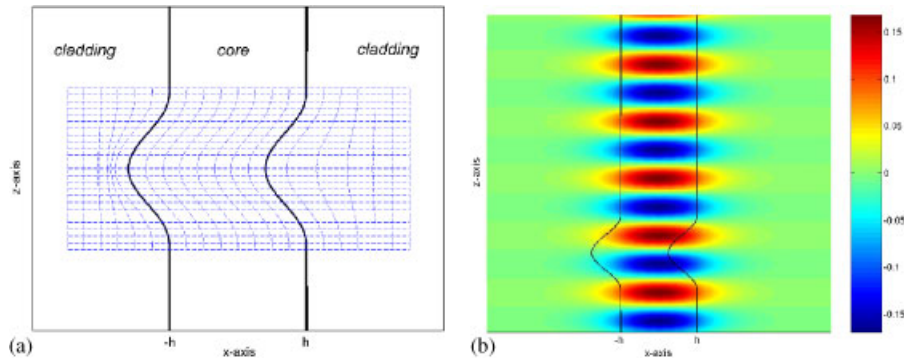 cladding
core
cladding
z-axis
-h
h
x-axis
(a)
z-axis
-h
h
x-axis
(b)
0.15
0.1
0.05
0
-0.05
-0.1
-0.15